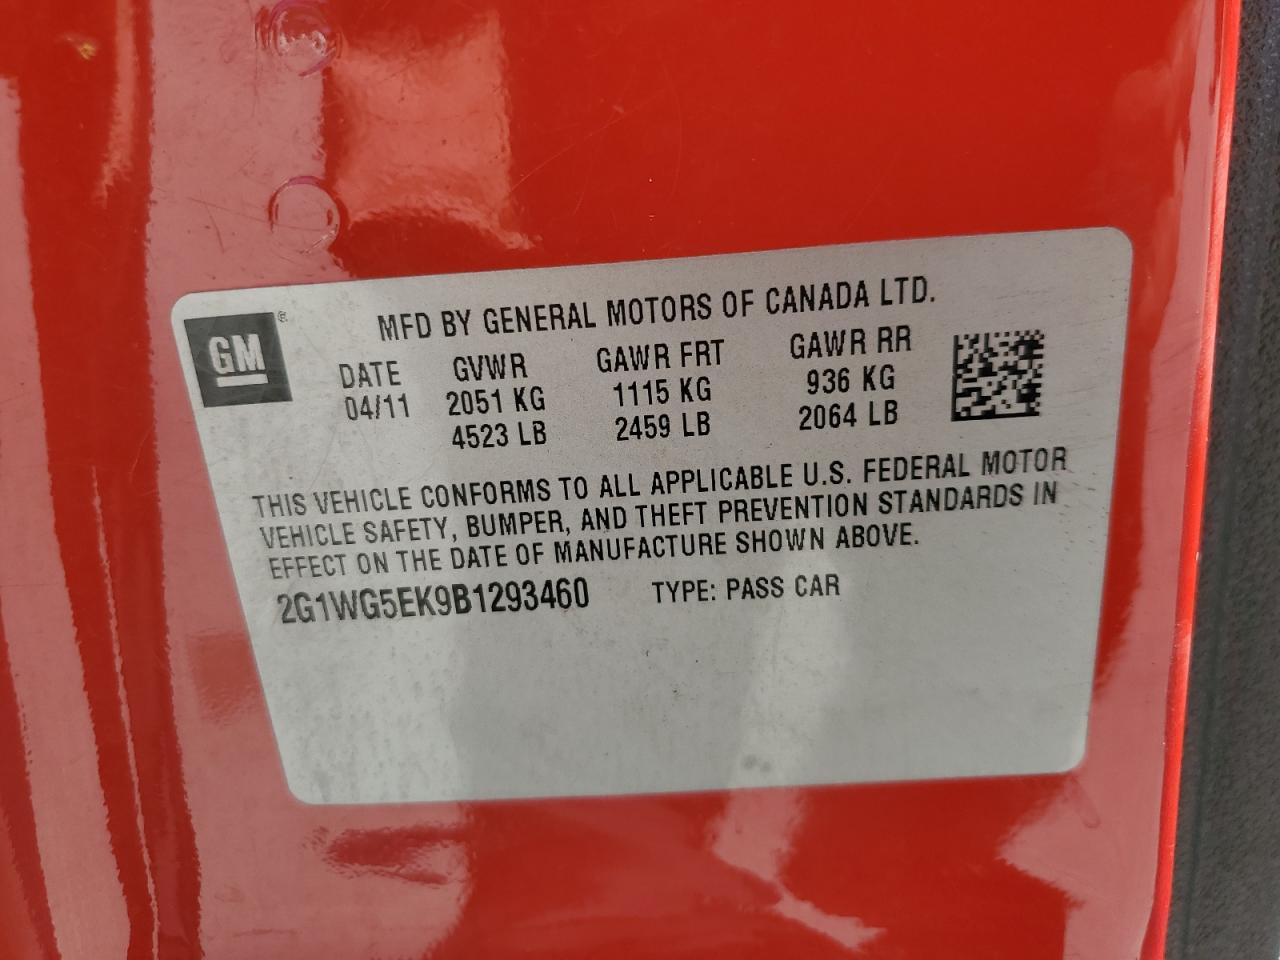 GM ®
MFD BY GENERAL MOTORS OF CANADA LTD.
DATE GVWR GAWR FRT GAWR RR
04/11 2051 KG 1115 KG 936 KG
4523 LB 2459 LB 2064 LB
THIS VEHICLE CONFORMS TO ALL APPLICABLE U.S. FEDERAL MOTOR
VEHICLE SAFETY, BUMPER, AND THEFT PREVENTION STANDARDS IN
EFFECT ON THE DATE OF MANUFACTURE SHOWN ABOVE.
2G1WG5EK9B1293460 TYPE: PASS CAR